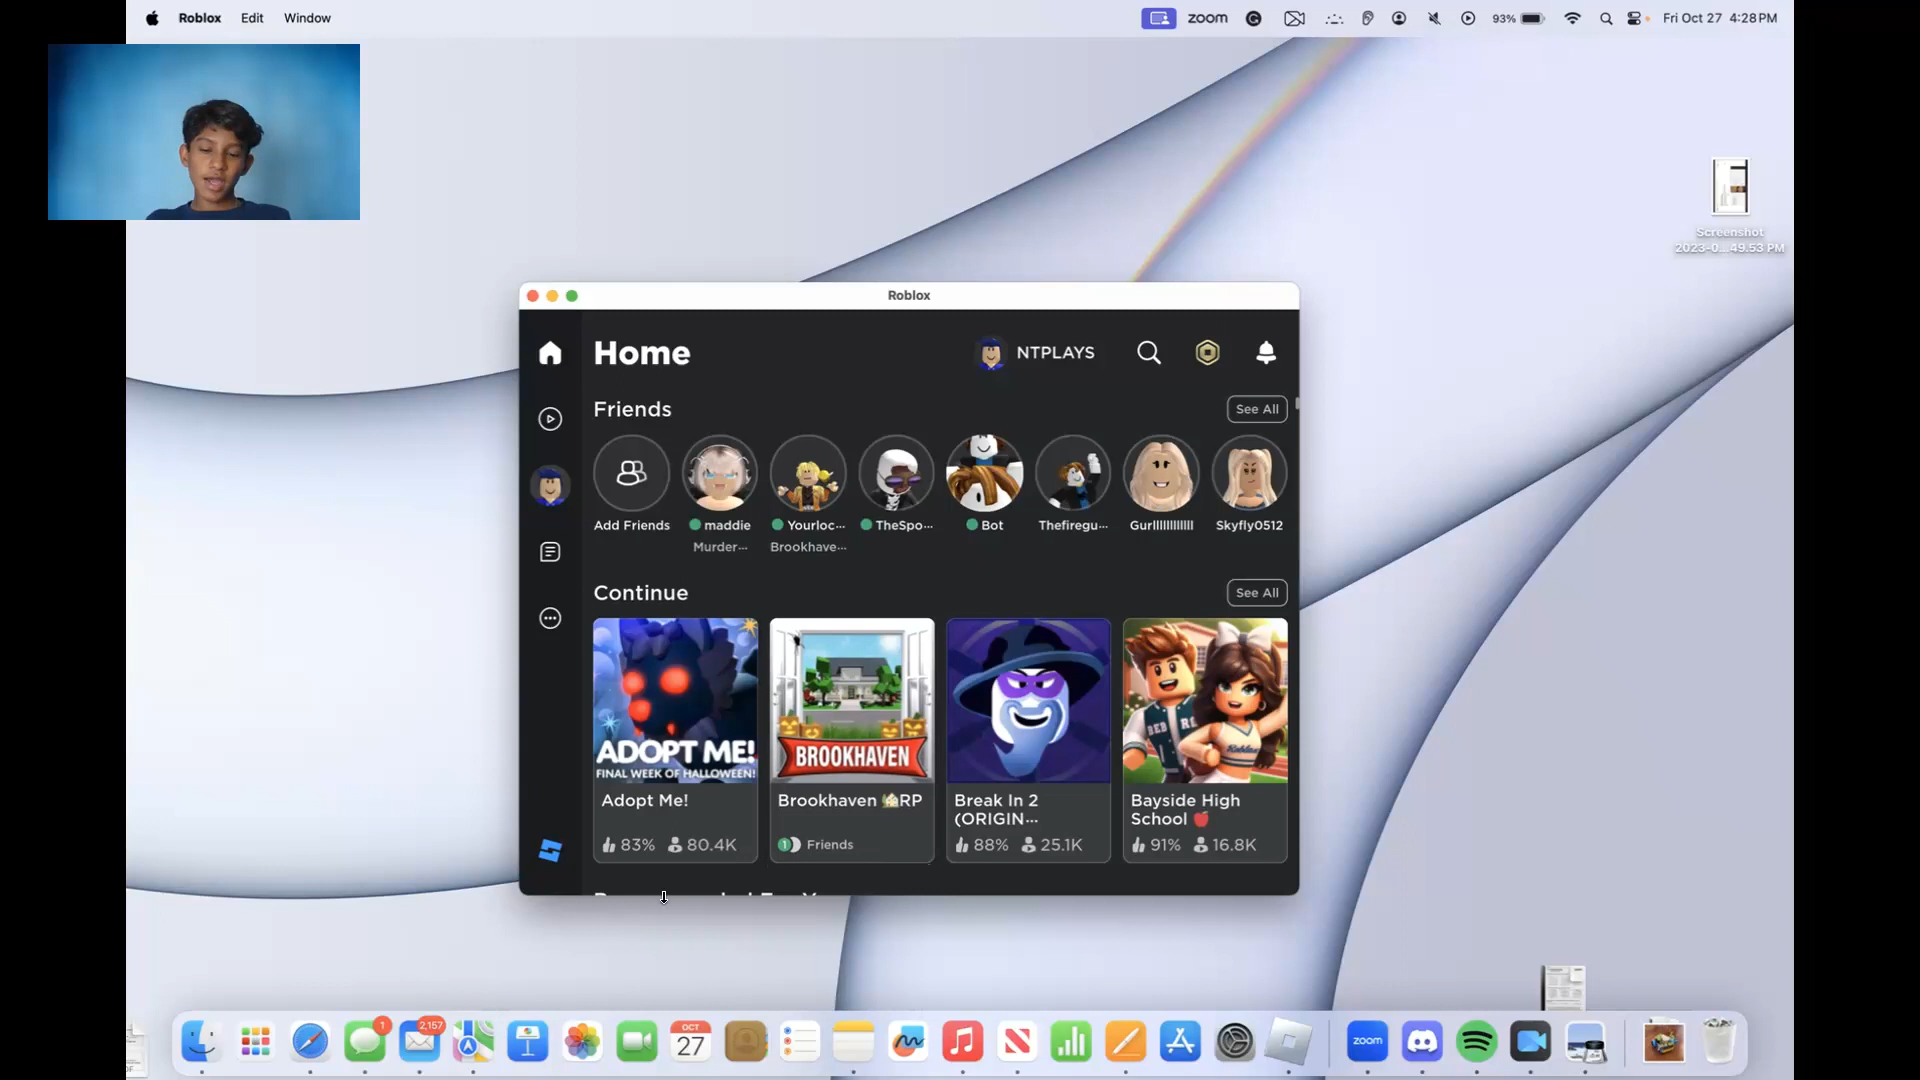 Roblox Edit Window
zoom 93% Fri Oct 27 4:28 PM
Screenshot
2023-0...49.53 PM
Roblox
Home
NTPLAYS
Friends
See All
Add Friends
maddie
Murder...
Yourloc...
Brookhave...
TheSpo...
Bot
Thefiregu...
Skyfly0512
Continue
See All
ADOPT ME!
FINAL WEEK OF HALLOWEEN!
Adopt Me!
83% 80.4K
BROOKHAVEN
Brookhaven 🏡RP
1 Friends
Break In 2
(ORIGIN...
88% 25.1K
Bayside High
School 🍎
91% 16.8K
1
2,157
OCT
27
zoom